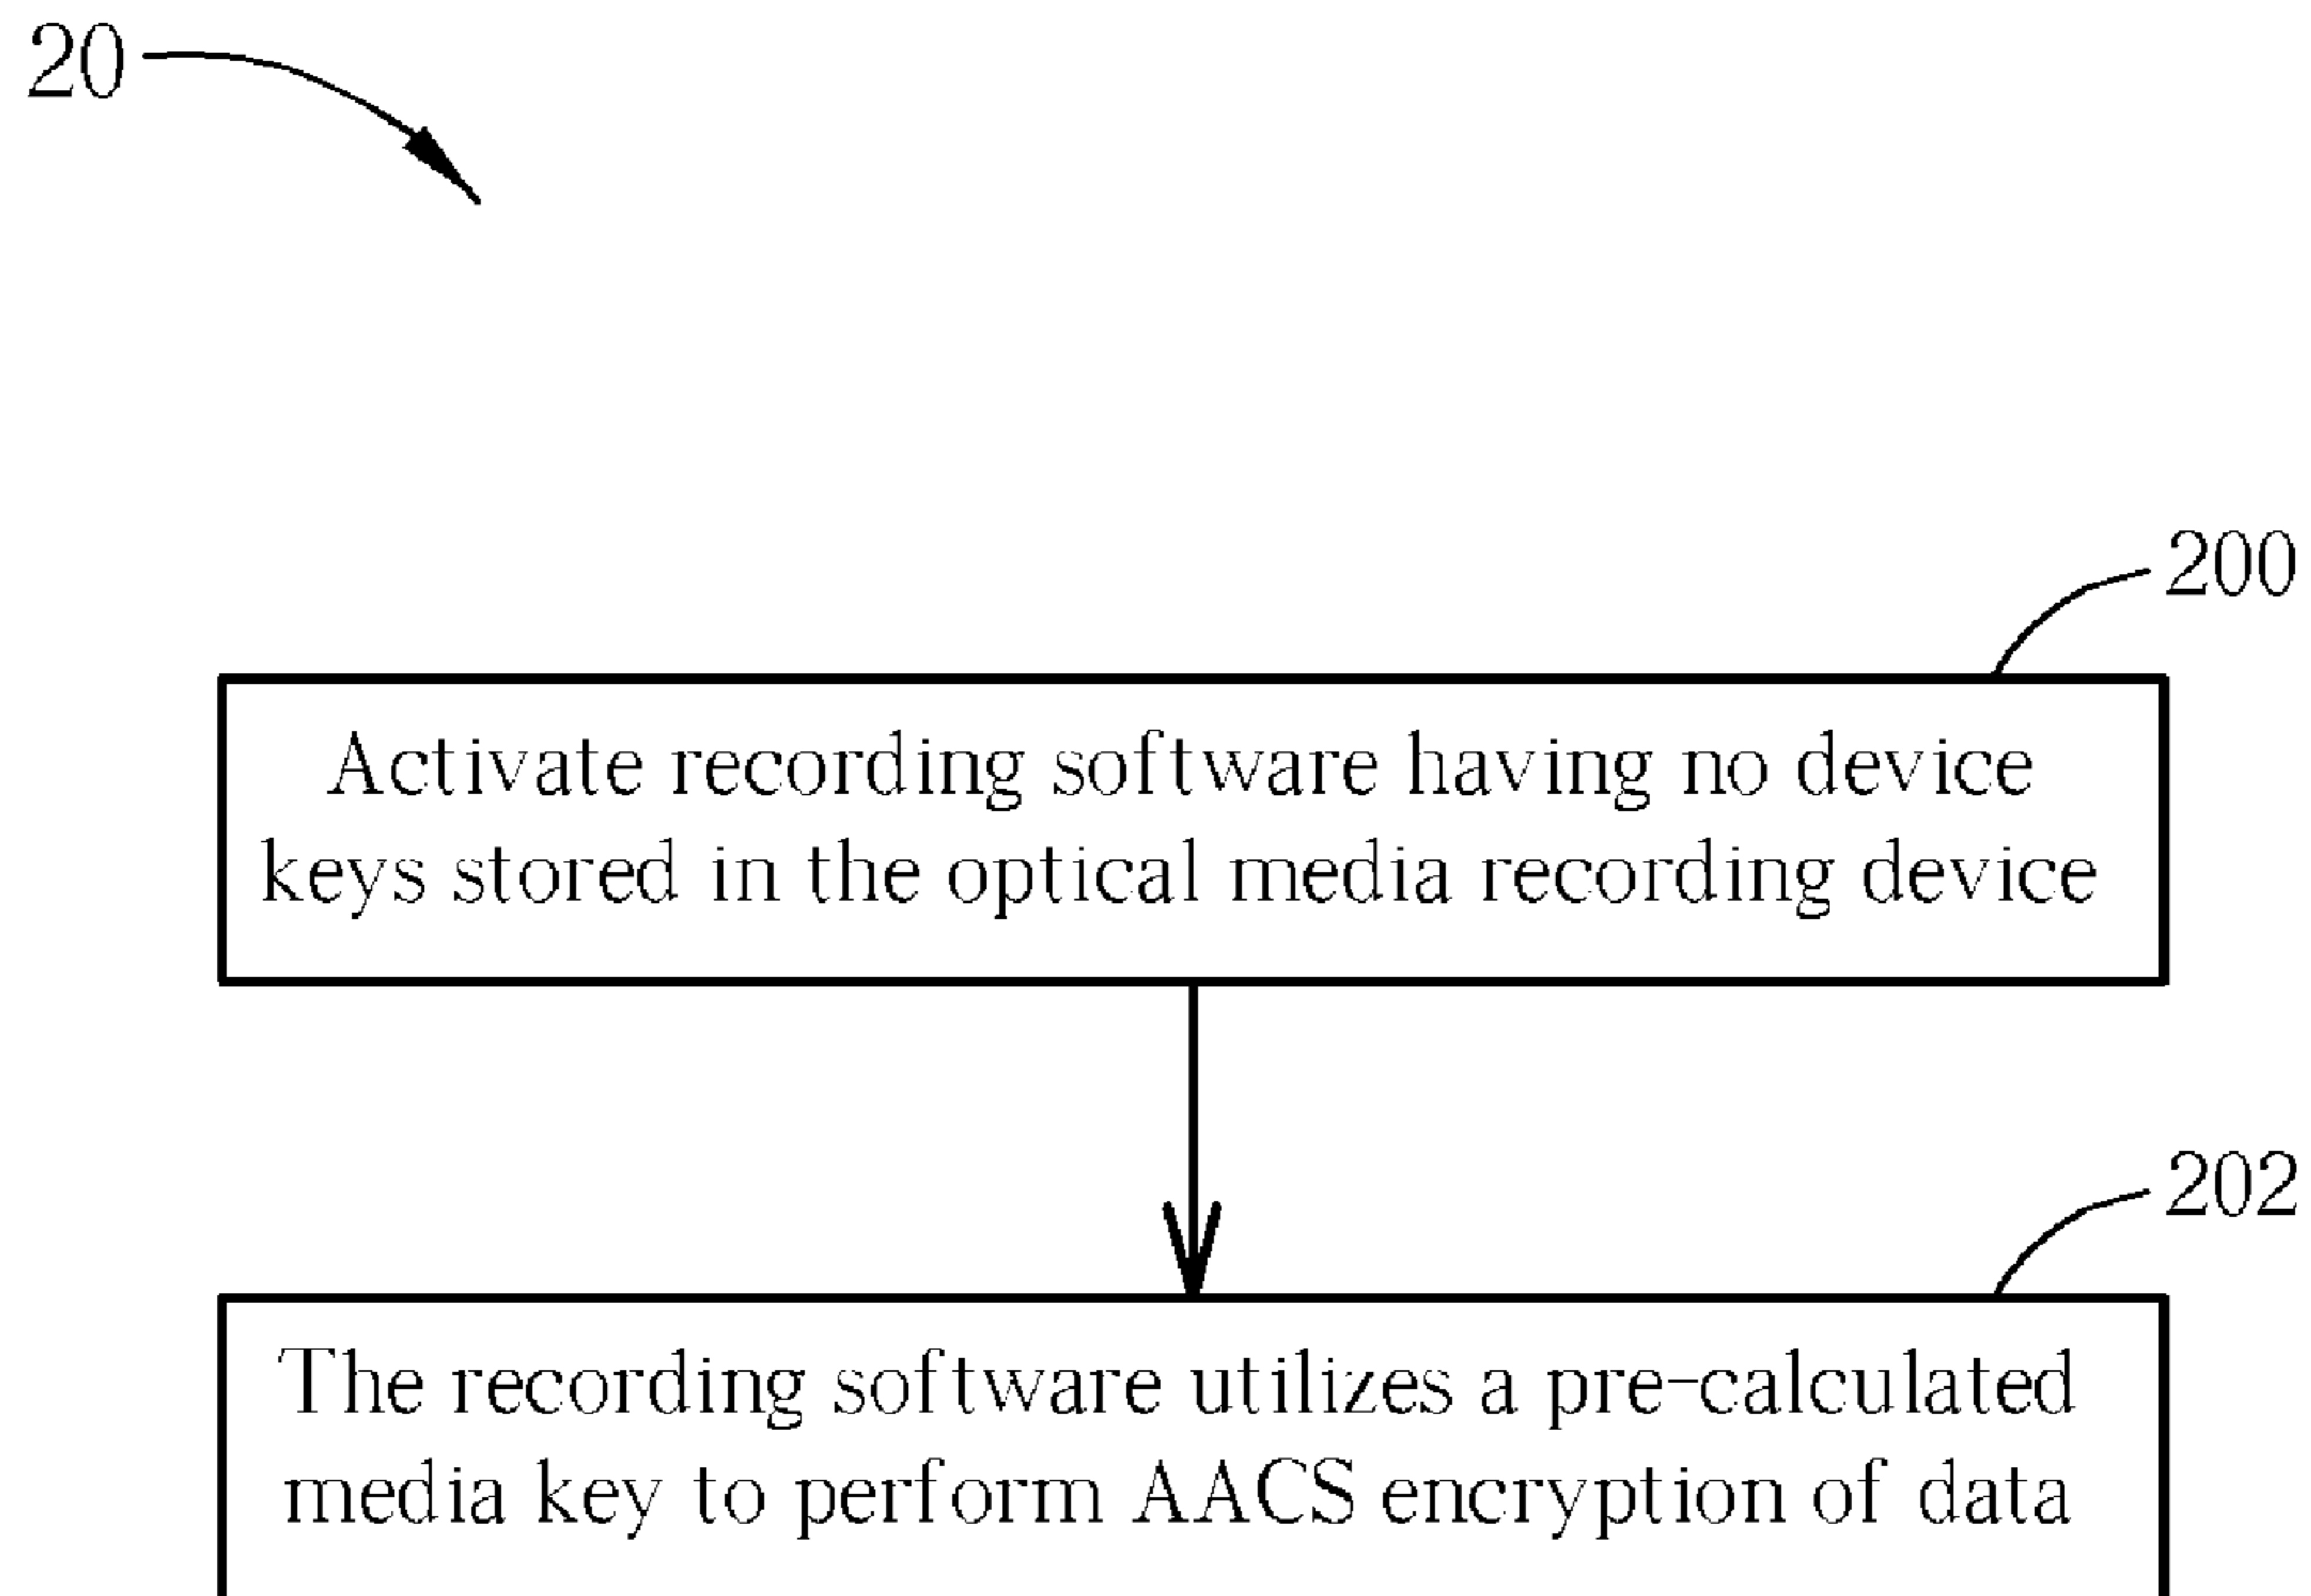 20
200
Activate recording software having no device
keys stored in the optical media recording device
202
The recording software utilizes a pre-calculated
media key to perform AACS encryption of data